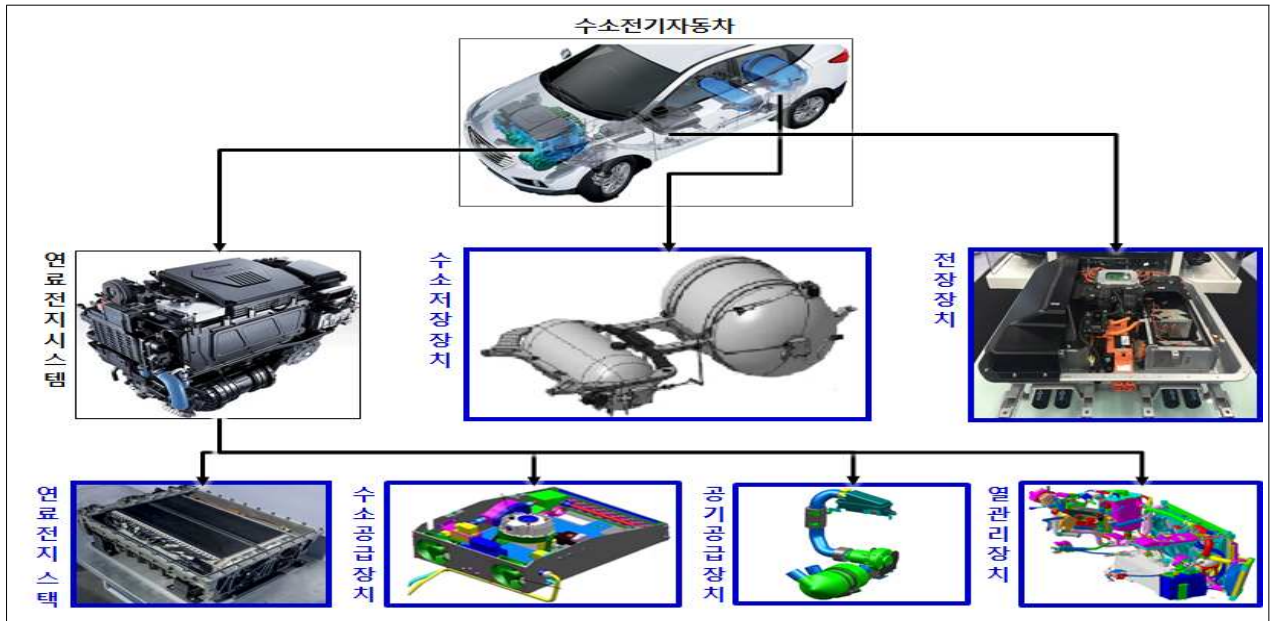 수소전기자동차
연료전지시스템
수소저장장치
전장장치
연료전지 스택
수소공급장치
공기공급장치
열관리장치